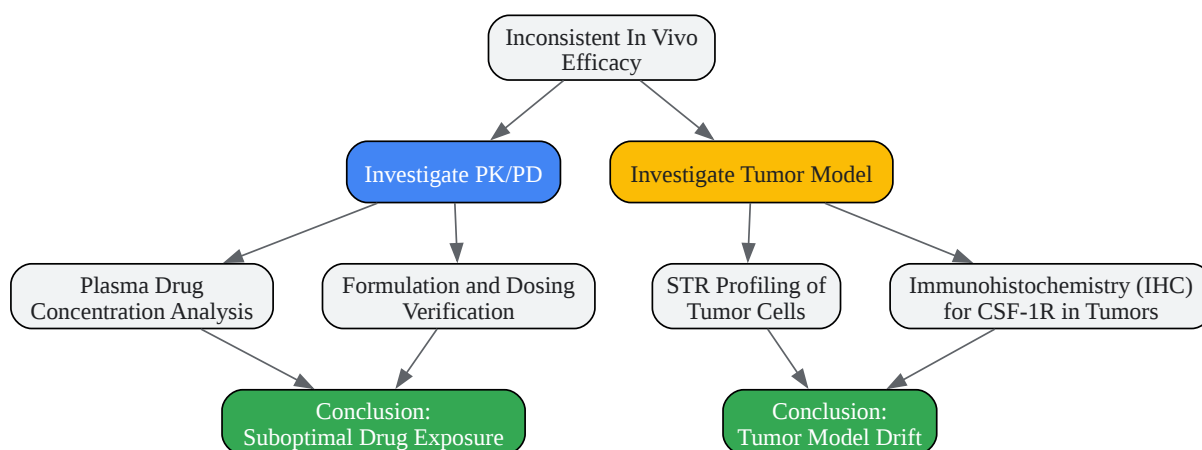 Inconsistent In Vivo
Efficacy
Investigate PK/PD
Investigate Tumor Model
Plasma Drug
Concentration Analysis
Formulation and Dosing
Verification
STR Profiling of
Tumor Cells
Immunohistochemistry (IHC)
for CSF-1R in Tumors
Conclusion:
Suboptimal Drug Exposure
Conclusion:
Tumor Model Drift